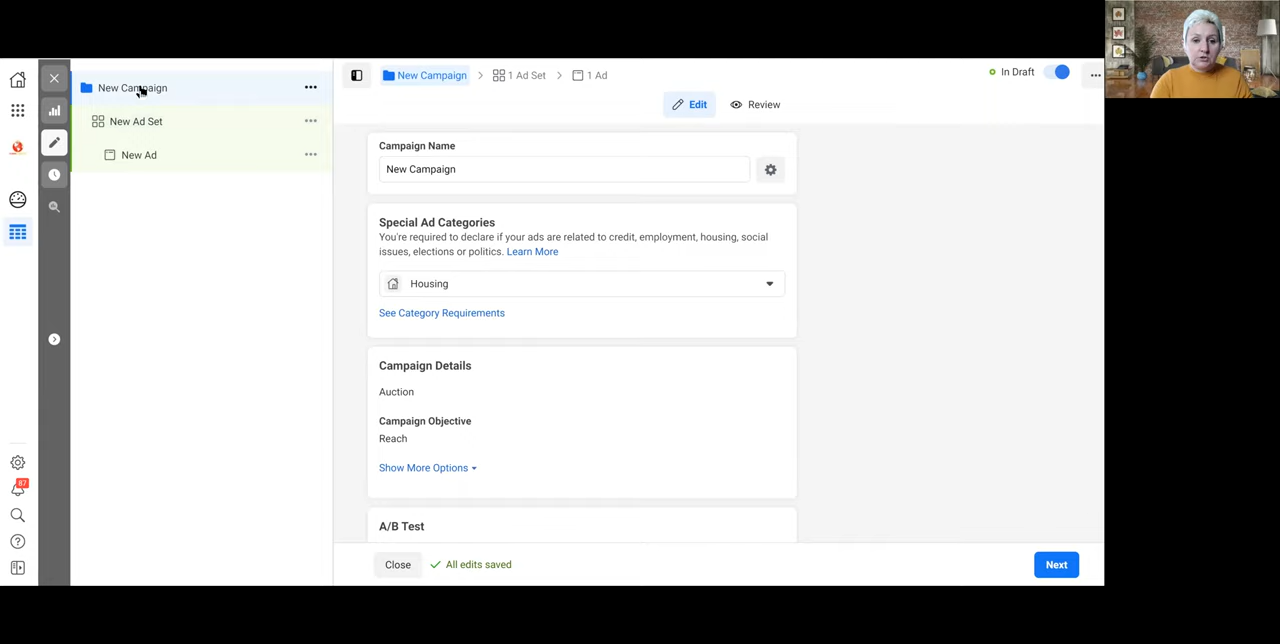 New Campaign
New Ad Set
New Ad
87
New Campaign
1 Ad Set
1 Ad
In Draft
Edit
Review
Campaign Name
New Campaign
Special Ad Categories
You're required to declare if your ads are related to credit, employment, housing, social
issues, elections or politics. Learn More
Housing
See Category Requirements
Campaign Details
Auction
Campaign Objective
Reach
Show More Options
A/B Test
Close
All edits saved
Next